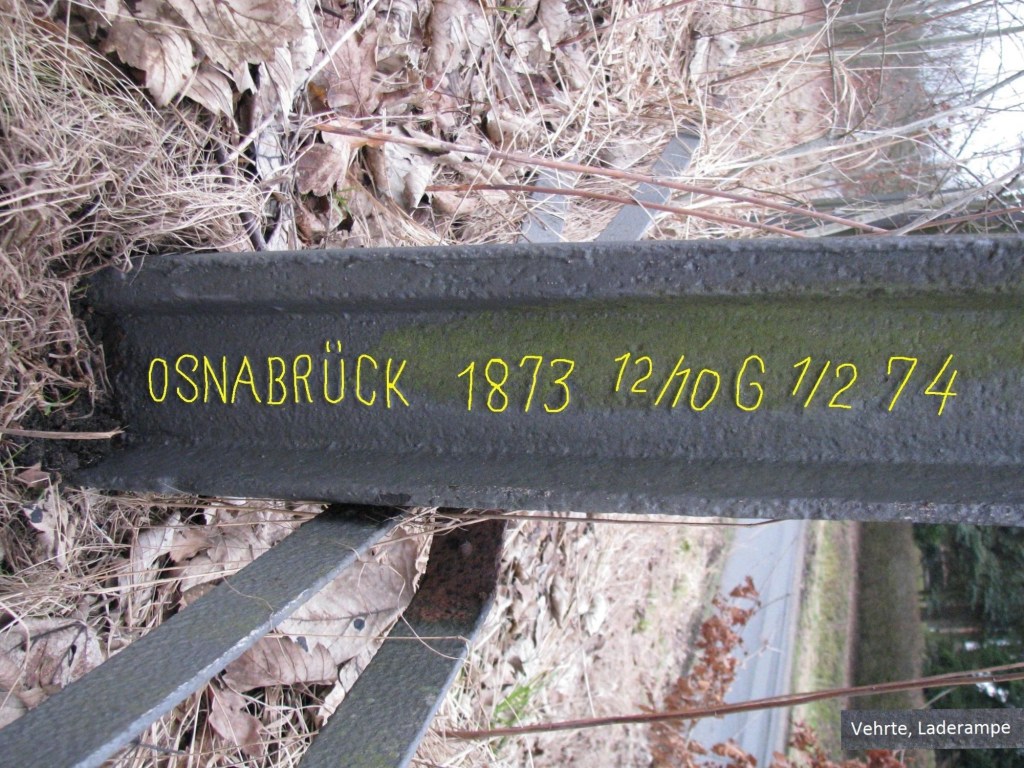 OSNABRÜCK 1873 12/10 G 1/2 74
Vehrte, Laderampe